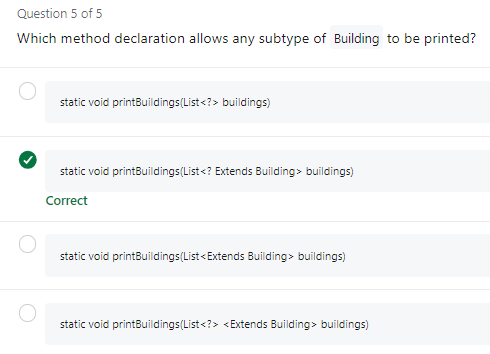 Question 5 of 5
Which method declaration allows any subtype of Building to be printed?
static void printBuildings(List<?> buildings)
static void printBuildings(List<? Extends Building> buildings)
Correct
static void printBuildings(List<Extends Building> buildings)
static void printBuildings(List<?> <Extends Building> buildings)